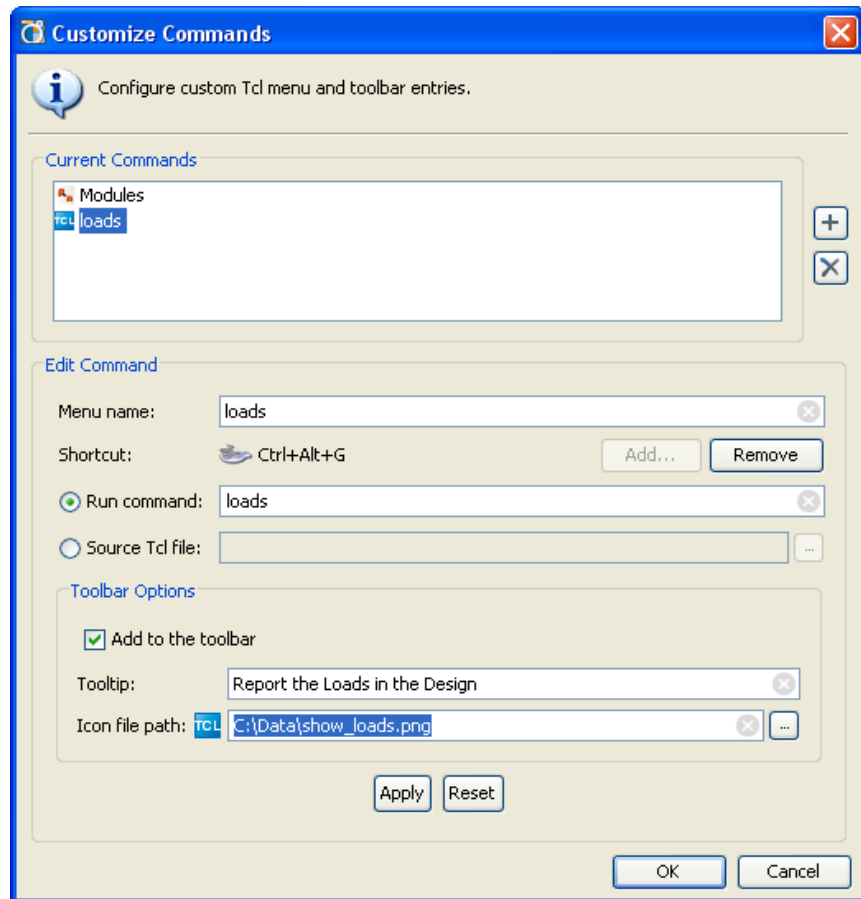 Customize Commands
Configure custom Tcl menu and toolbar entries.
Current Commands
Modules
TCL loads
Edit Command
Menu name: loads
Shortcut: Ctrl+Alt+G Add... Remove
Run command: loads
Source Tcl file: ...
Toolbar Options
Add to the toolbar
Tooltip: Report the Loads in the Design
Icon file path: TCL C:\Data\show_loads.png ...
Apply Reset
OK Cancel